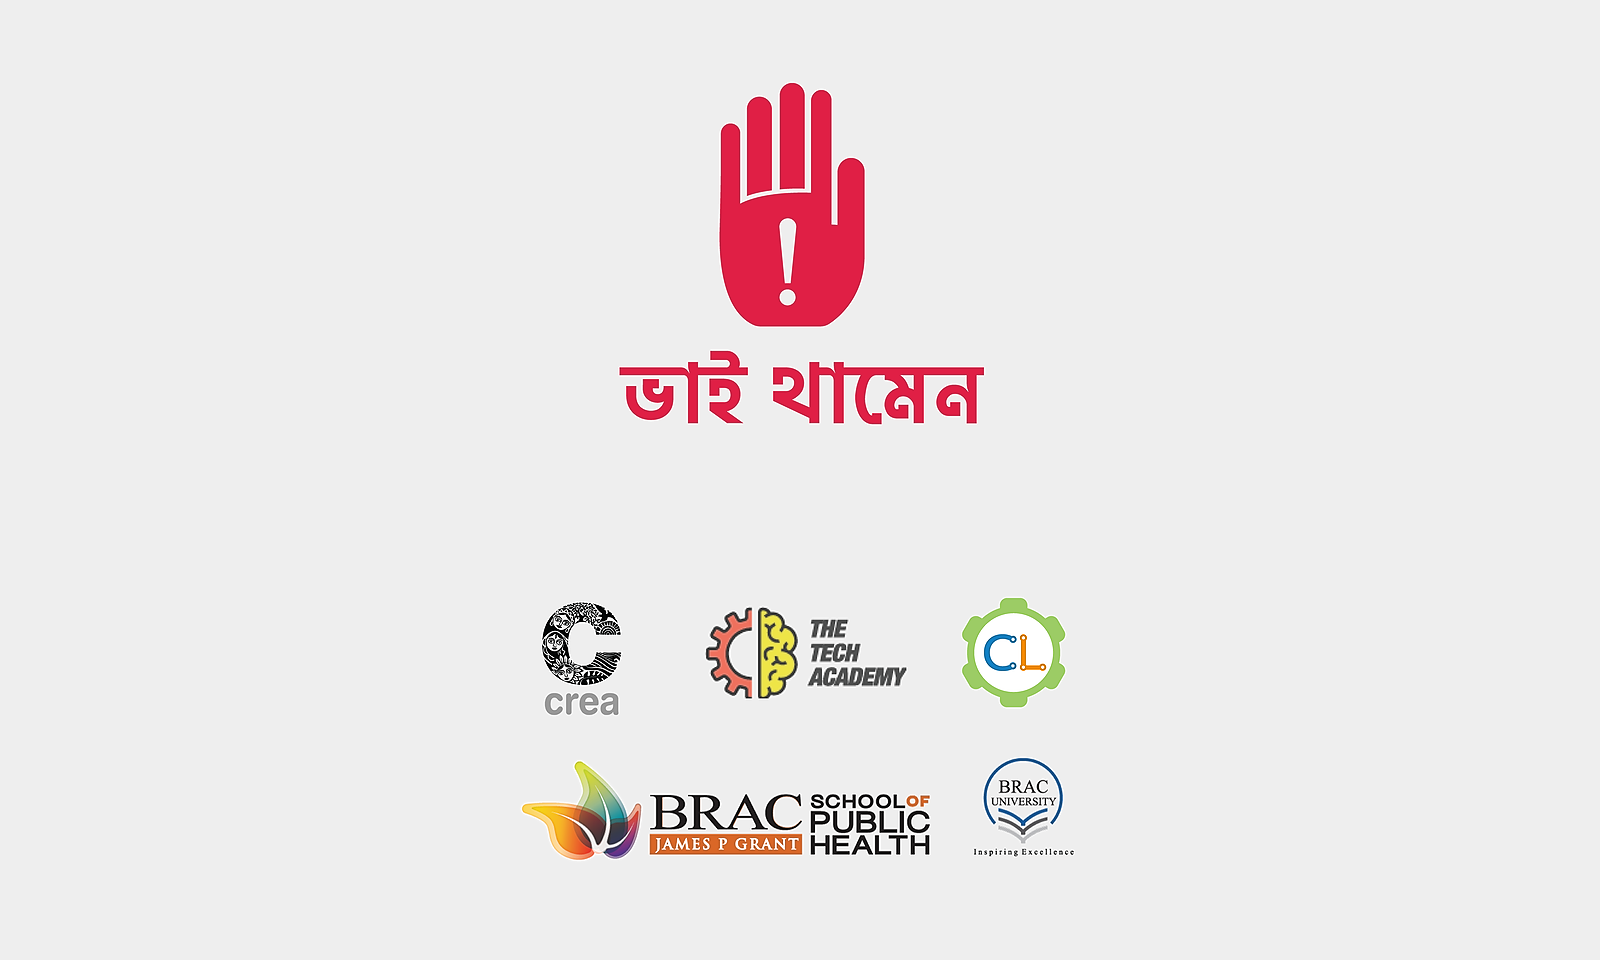 !
ভাই থামেন
crea
THE
TECH
ACADEMY
CL
BRAC
JAMES P GRANT
SCHOOL OF
PUBLIC
HEALTH
BRAC
UNIVERSITY
Inspiring Excellence